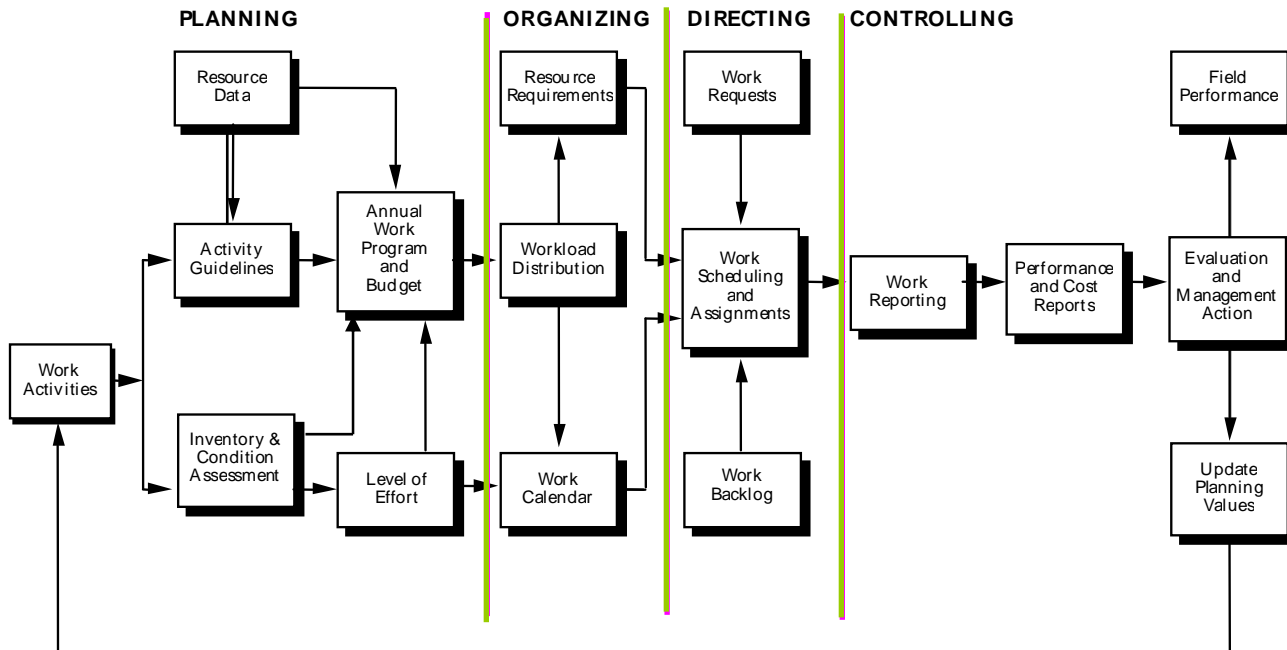 PLANNING
ORGANIZING
DIRECTING
CONTROLLING
Resource
Data
Resource
Requirements
Work
Requests
Field
Performance
Annual
Work
Program
and
Budget
Activity
Guidelines
Workload
Distribution
Work
Scheduling
and
Assignments
Work
Reporting
Performance
and Cost
Reports
Evaluation
and
Management
Action
Work
Activities
Inventory &
Condition
Assessment
Level of
Effort
Work
Calendar
Work
Backlog
Update
Planning
Values